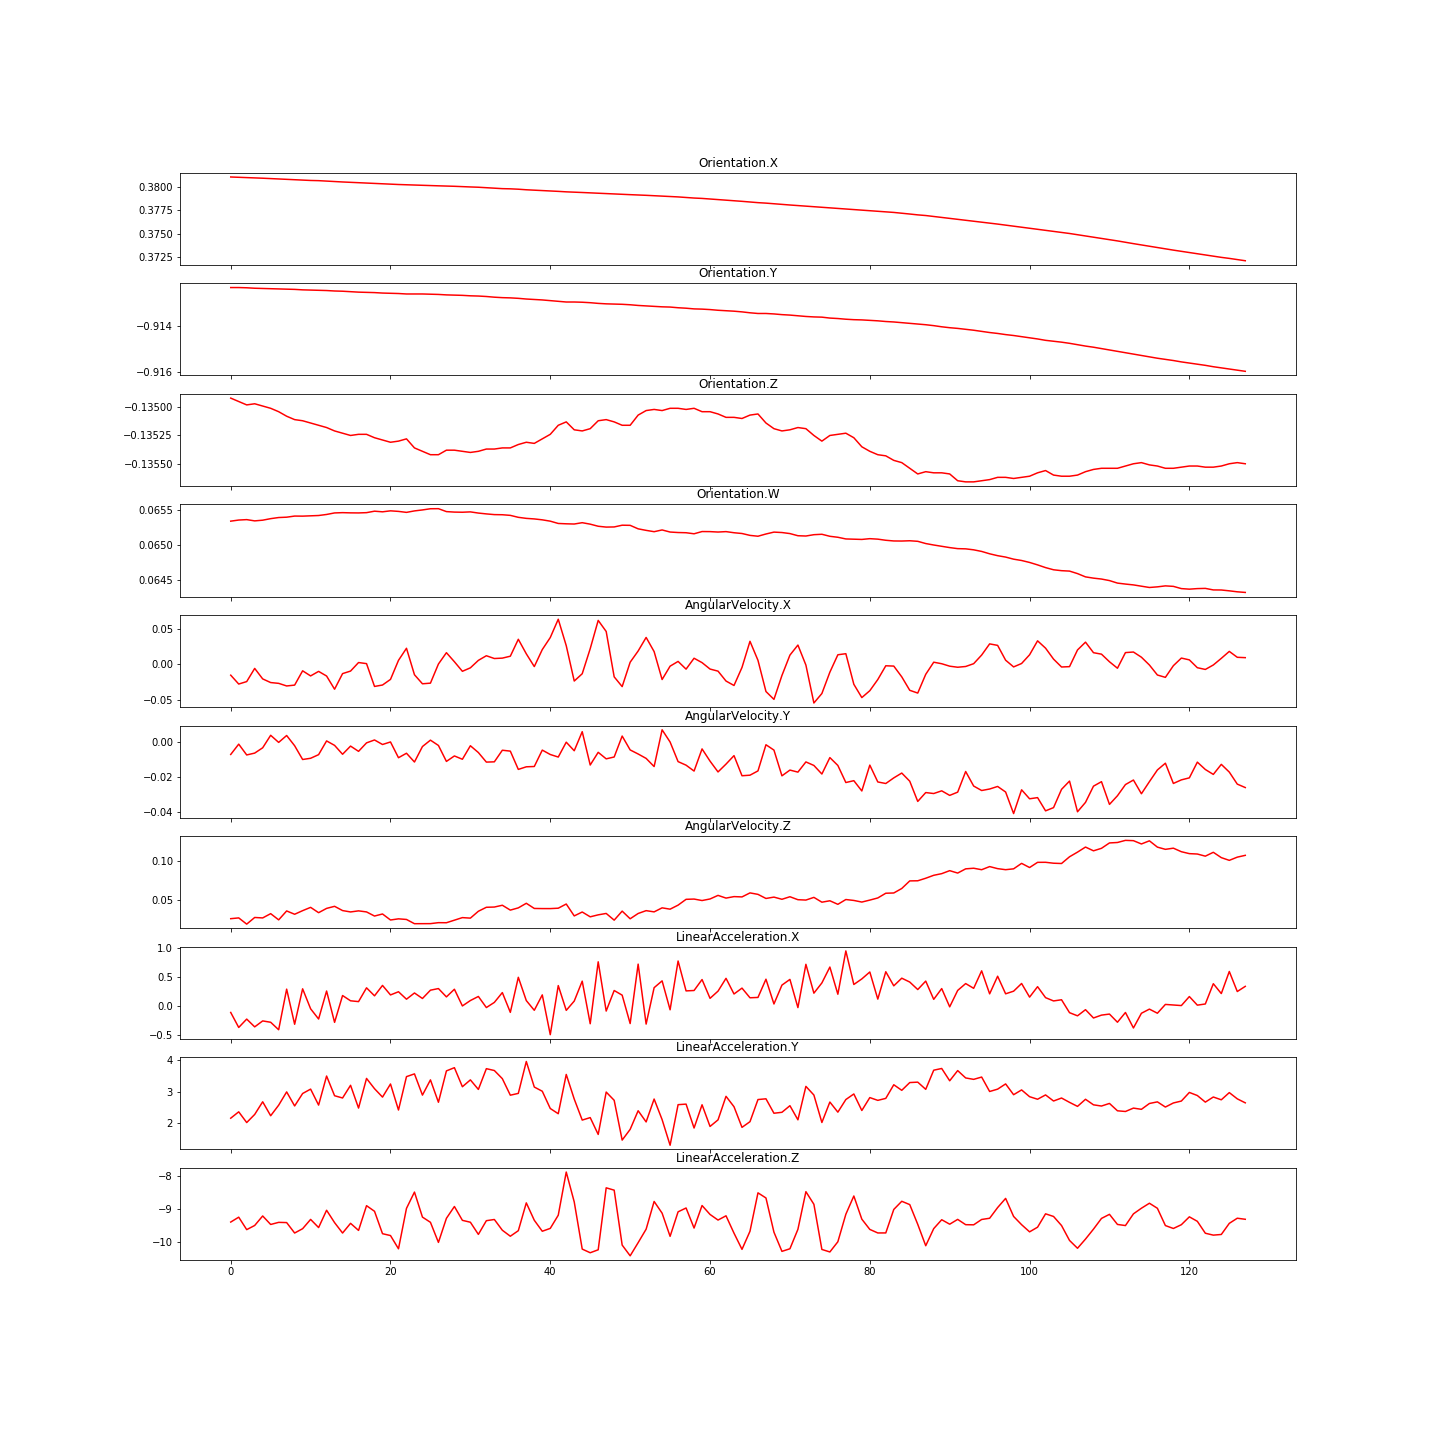 Orientation.X
0.3800
0.3775
0.3750
0.3725
Orientation.Y
−0.914
−0.916
Orientation.Z
−0.13500
−0.13525
−0.13550
Orientation.W
0.0655
0.0650
0.0645
AngularVelocity.X
0.05
0.00
−0.05
AngularVelocity.Y
0.00
−0.02
−0.04
AngularVelocity.Z
0.10
0.05
LinearAcceleration.X
1.0
0.5
0.0
−0.5
LinearAcceleration.Y
4
3
2
LinearAcceleration.Z
−8
−9
−10
0 20 40 60 80 100 120